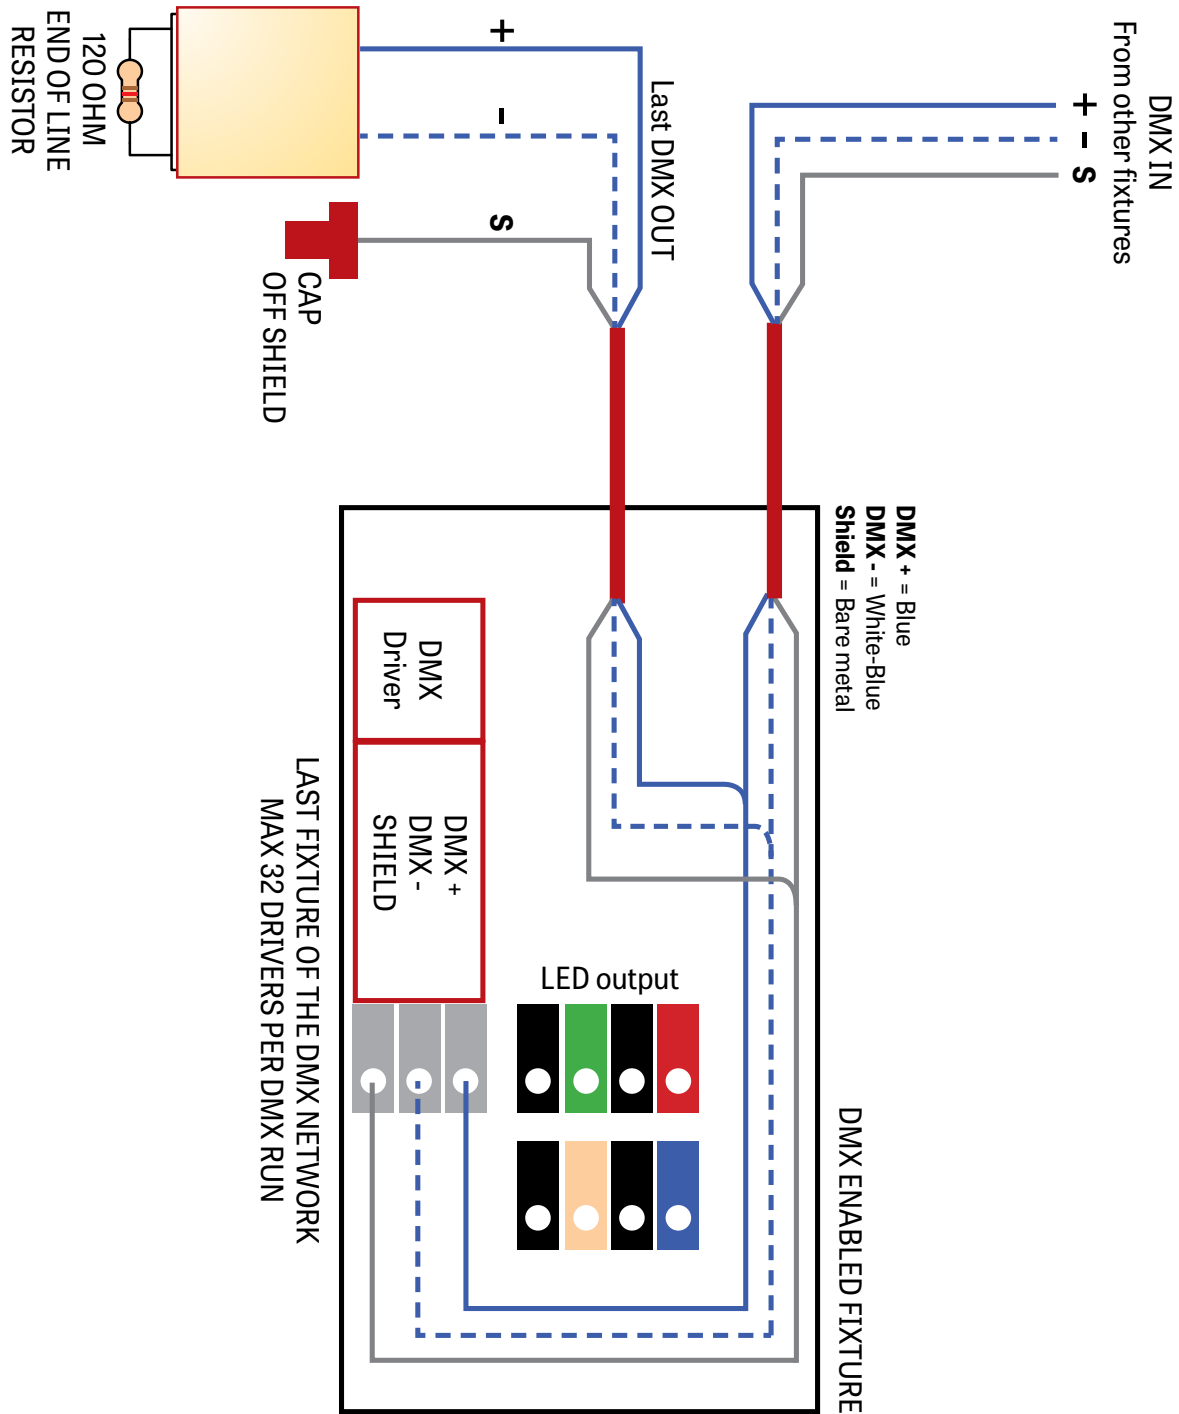 DMX IN
From other fixtures
+
-
S
Last DMX OUT
+
-
S
120 OHM
END OF LINE
RESISTOR
CAP
OFF SHIELD
DMX + = Blue
DMX - = White-Blue
Shield = Bare metal
DMX
Driver
DMX +
DMX -
SHIELD
LED output
DMX ENABLED FIXTURE
LAST FIXTURE OF THE DMX NETWORK
MAX 32 DRIVERS PER DMX RUN